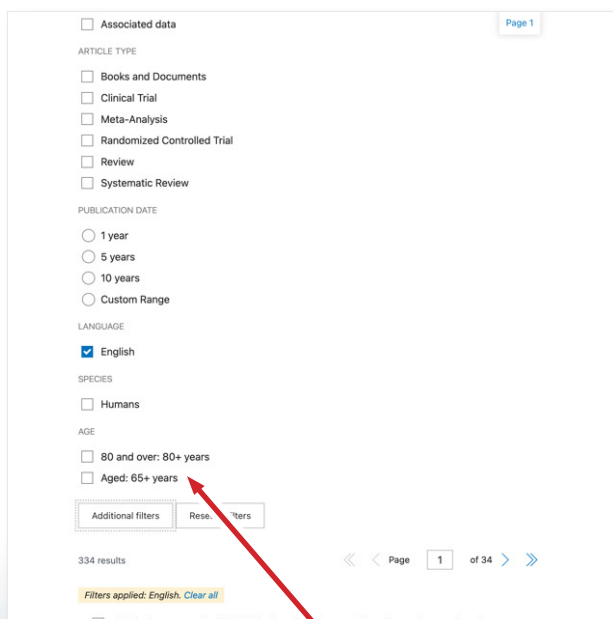 Associated data
Page 1
ARTICLE TYPE
Books and Documents
Clinical Trial
Meta-Analysis
Randomized Controlled Trial
Review
Systematic Review
PUBLICATION DATE
1 year
5 years
10 years
Custom Range
LANGUAGE
English
SPECIES
Humans
AGE
80 and over: 80+ years
Aged: 65+ years
Additional filters
334 results
Page 1 of 34
Filters applied: English. Clear all